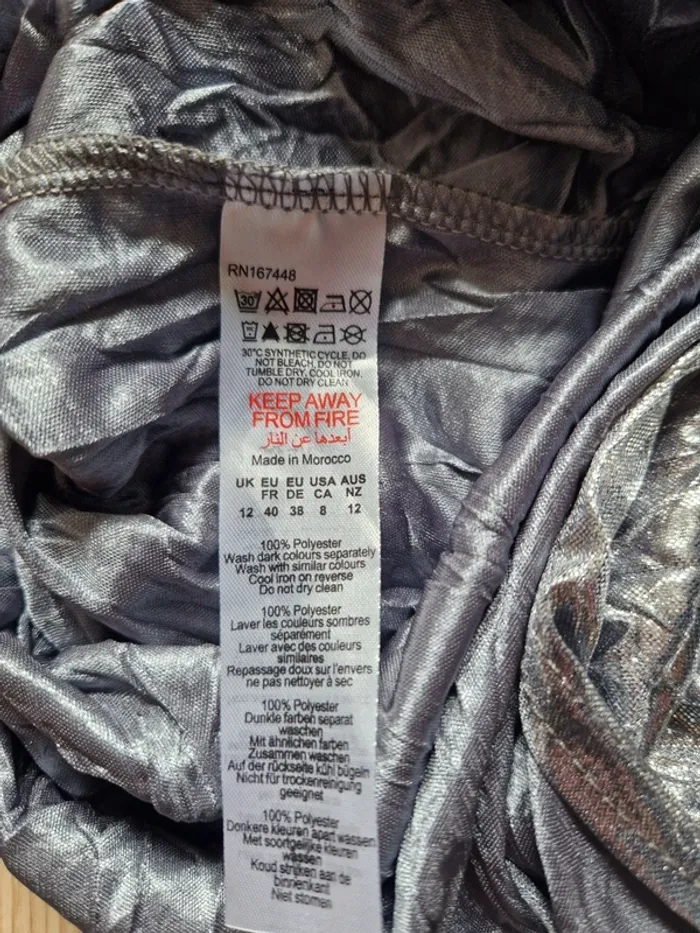 RN167448
30
30°C SYNTHETIC CYCLE, DO
NOT BLEACH, DO NOT
TUMBLE DRY, COOL IRON,
DO NOT DRY CLEAN
KEEP AWAY
FROM FIRE
أبعدها عن النار
Made in Morocco
UK EU EU USA AUS
FR DE CA NZ
12 40 38 8 12
100% Polyester
Wash dark colours separately
Wash with similar colours
Cool iron on reverse
Do not dry clean
100% Polyester
Laver les couleurs sombres
séparément
Laver avec des couleurs
similaires
Repassage doux sur l'envers
ne pas nettoyer à sec
100% Polyester
Dunkle farben separat
waschen
Mit ähnlichen farben
Zusammen waschen
Auf der rückseite kühl bügeln
Nicht für trockenreinigung
geeignet
100% Polyester
Donkere kleuren apart wassen
Met soortgelijke kleuren
wassen
Koud strijken aan de
binnenkant
Niet stomen